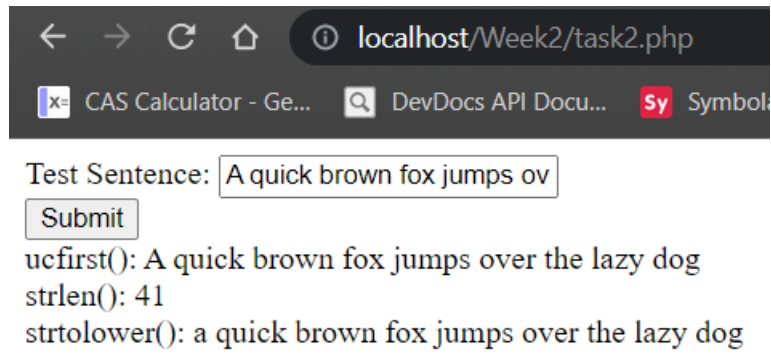 localhost/Week2/task2.php
CAS Calculator - Ge... DevDocs API Docu... Sy Symbola
Test Sentence: A quick brown fox jumps ov
Submit
ucfirst(): A quick brown fox jumps over the lazy dog
strlen(): 41
strtolower(): a quick brown fox jumps over the lazy dog